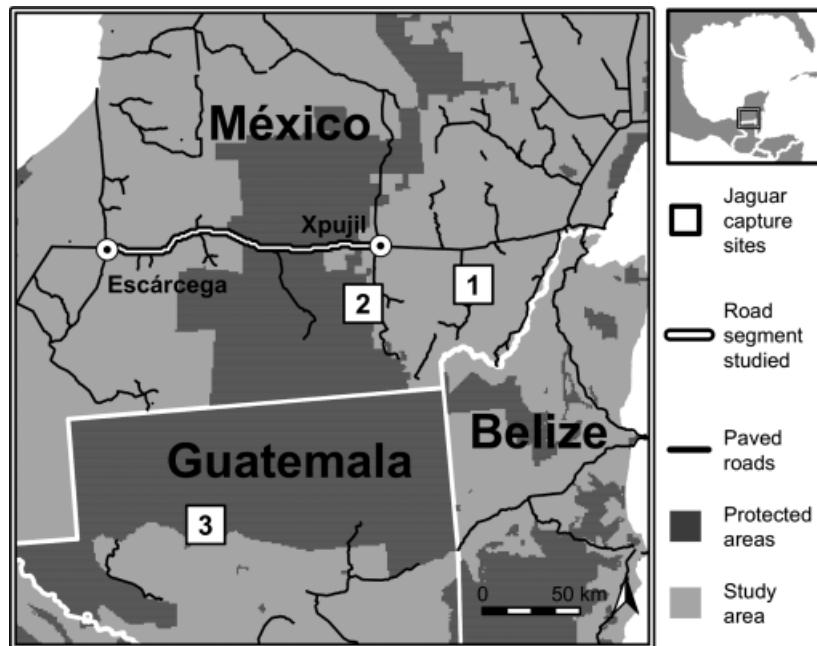 México
Xpujil
Escárcega
1
2
Guatemala
Belize
3
0 50 km
Jaguar
capture
sites
Road
segment
studied
Paved
roads
Protected
areas
Study
area